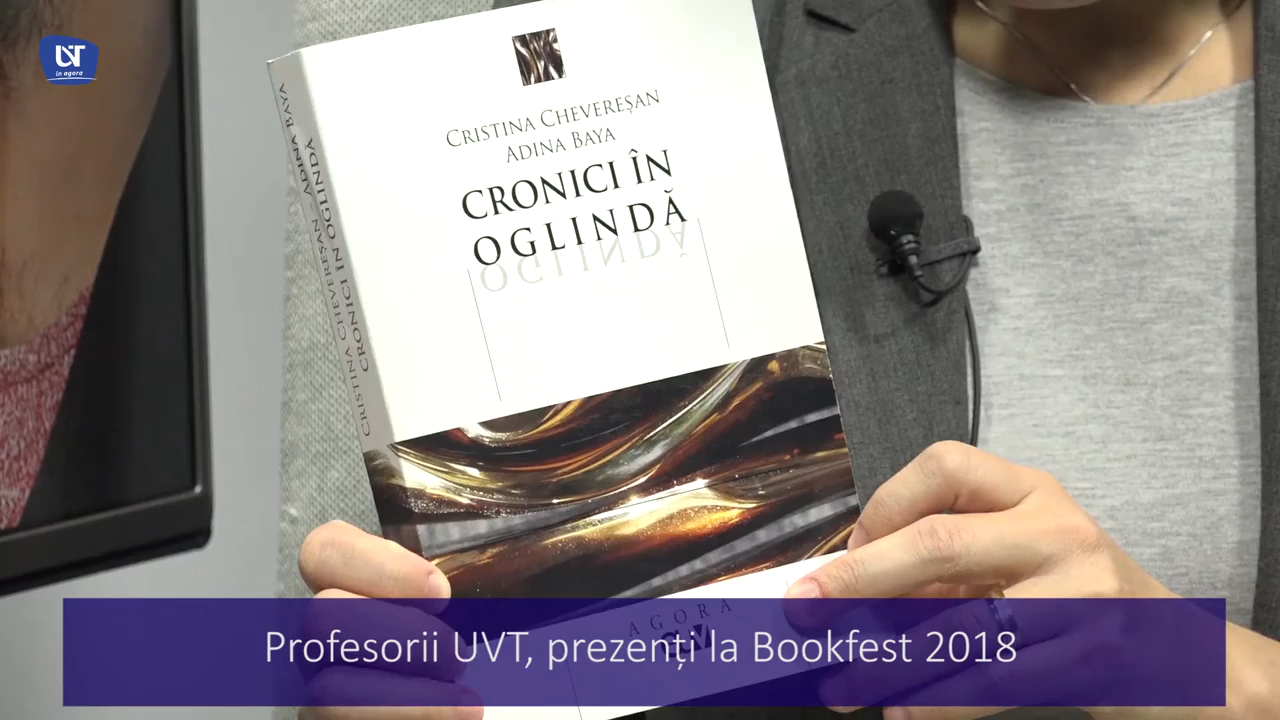 UVT
în agora
CRISTINA CHEVEREȘAN
ADINA BAYA
CRONICI ÎN
OGLINDĂ
OGLINDĂ
CRISTINA CHEVEREȘAN – ADINA BAYA
CRONICI ÎN OGLINDĂ
AGORA
Profesorii UVT, prezenți la Bookfest 2018